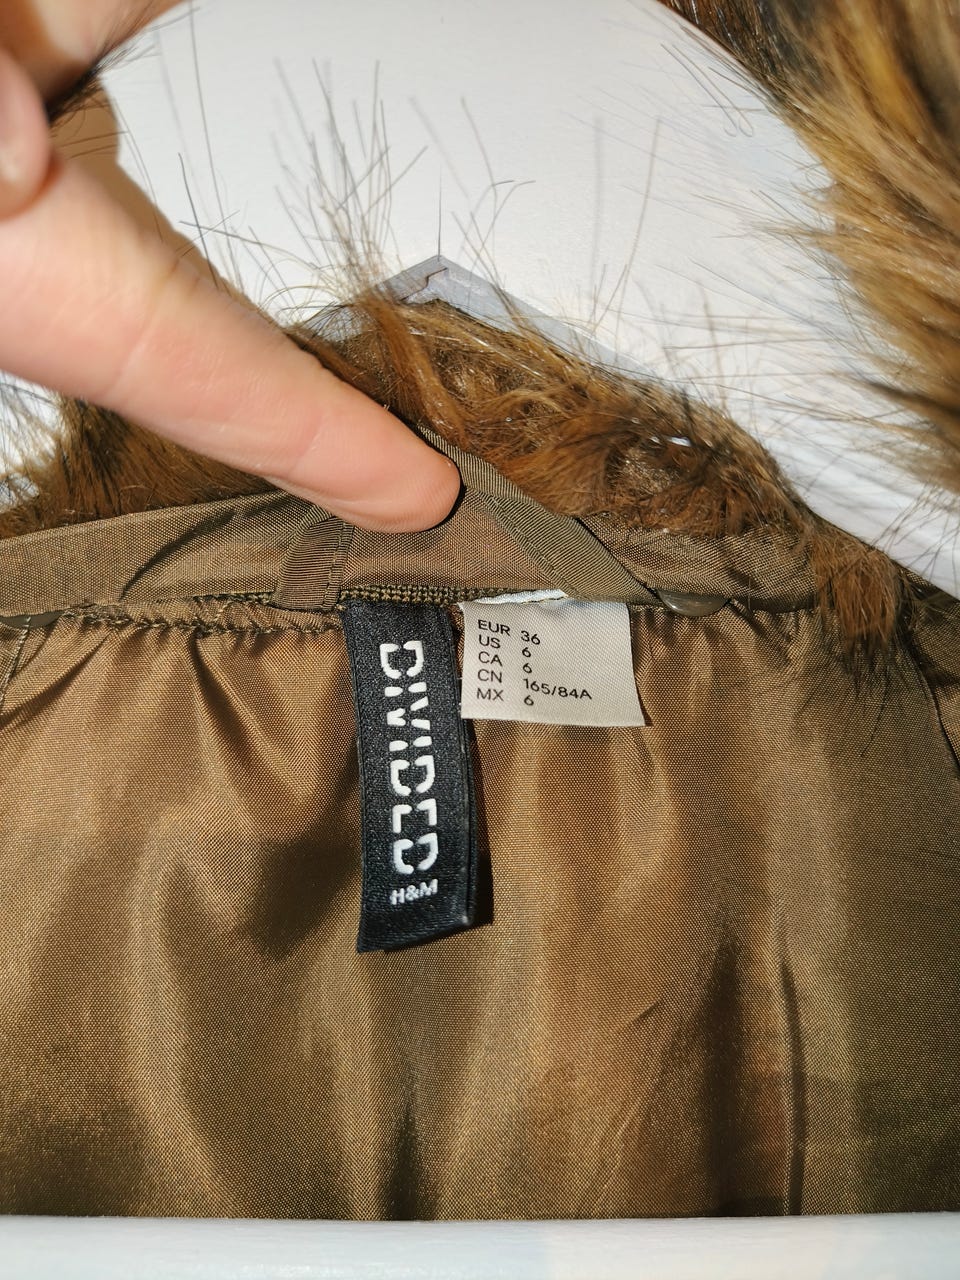 DIVIDED
H&M
EUR 36
US 6
CA 6
CN 165/84A
MX 6